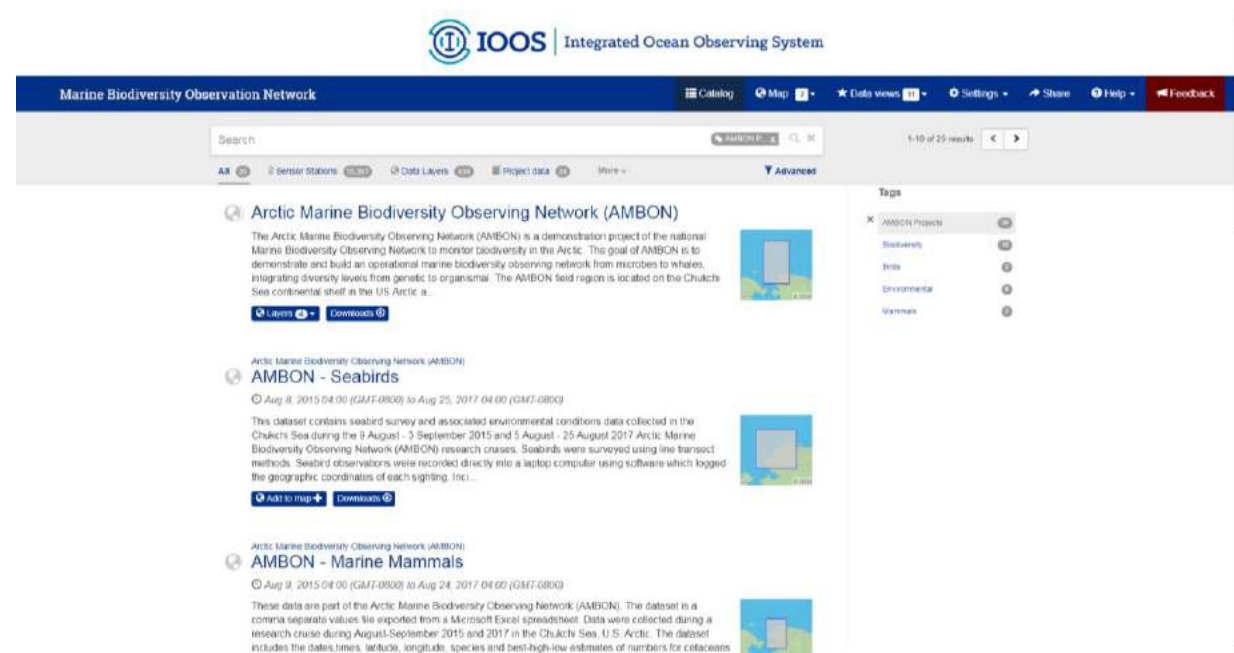 IOOS Integrated Ocean Observing System
Marine Biodiversity Observation Network
Catalog Map Data views Settings Share Help Feedback
Search
1-10 of results
All Sensor Stations Data Layers Project data More Advanced
Tags
Arctic Marine Biodiversity Observing Network (AMBON)
The Arctic Marine Biodiversity Observing Network (AMBON) is a demonstration project of the national
Marine Biodiversity Observing Network to monitor biodiversity in the Arctic. The goal of AMBON is to
demonstrate and build an operational marine biodiversity observing network from microbes to whales,
integrating diversity levels from genetic to organismal. The AMBON field region is located on the Chukchi
Sea continental shelf in the US Arctic a...
Layers Downloads
AMBON Projects
Biodiversity
Birds
Environmental
Mammals
Arctic Marine Biodiversity Observing Network (AMBON)
AMBON - Seabirds
Aug 8, 2015 04:00 (GMT-0800) to Aug 25, 2017 04:00 (GMT-0800)
This dataset contains seabird survey and associated environmental conditions data collected in the
Chukchi Sea during the 9 August - 3 September 2015 and 5 August - 25 August 2017 Arctic Marine
Biodiversity Observing Network (AMBON) research cruises. Seabirds were surveyed using line transect
methods. Seabird observations were recorded directly into a laptop computer using software which logged
the geographic coordinates of each sighting. Inci...
Add to map Downloads
Arctic Marine Biodiversity Observing Network (AMBON)
AMBON - Marine Mammals
Aug 9, 2015 04:00 (GMT-0800) to Aug 24, 2017 04:00 (GMT-0800)
These data are part of the Arctic Marine Biodiversity Observing Network (AMBON). The dataset is a
comma separate values file exported from a Microsoft Excel spreadsheet. Data were collected during a
research cruise during August-September 2015 and 2017 in the Chukchi Sea, U.S. Arctic. The dataset
includes the dates,times, latitude, longitude, species and best-high-low estimates of numbers for cetaceans